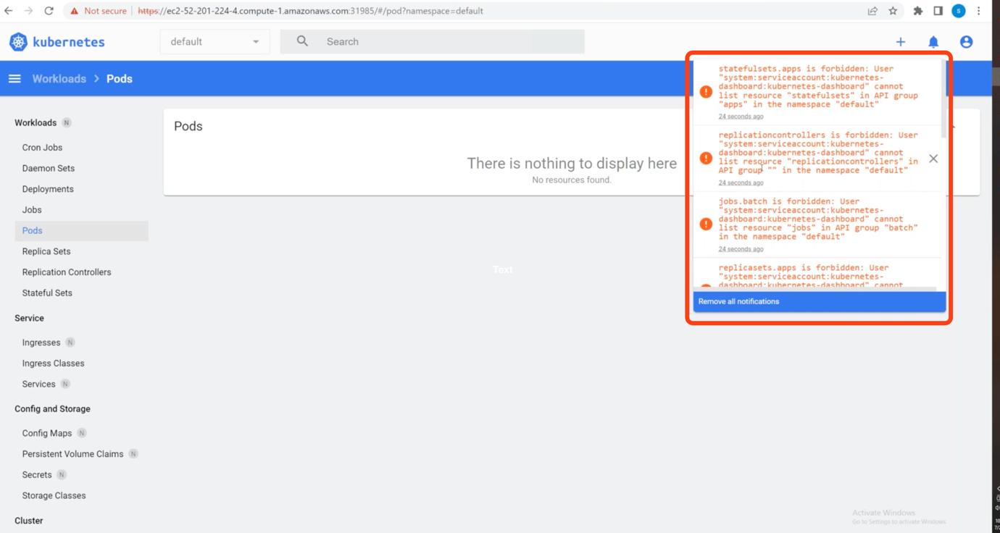 Not secure
https://ec2-52-201-224-4.compute-1.amazonaws.com:31985/#/pod?namespace=default
S
kubernetes
default
Search
Workloads > Pods
Workloads N
Cron Jobs
Daemon Sets
Deployments
Jobs
Pods
Replica Sets
Replication Controllers
Stateful Sets
Service
Ingresses N
Ingress Classes
Services N
Config and Storage
Config Maps N
Persistent Volume Claims N
Secrets N
Storage Classes
Cluster
Pods
There is nothing to display here
No resources found.
Text
statefulsets.apps is forbidden: User
"system:serviceaccount:kubernetes-
dashboard:kubernetes-dashboard" cannot
list resource "statefulsets" in API group
"apps" in the namespace "default"
24 seconds ago
replicationcontrollers is forbidden: User
"system:serviceaccount:kubernetes-
dashboard:kubernetes-dashboard" cannot
list resource "replicationcontrollers" in
API group "" in the namespace "default"
24 seconds ago
jobs.batch is forbidden: User
"system:serviceaccount:kubernetes-
dashboard:kubernetes-dashboard" cannot
list resource "jobs" in API group "batch"
in the namespace "default"
24 seconds ago
replicasets.apps is forbidden: User
"system:serviceaccount:kubernetes-
dashboard:kubernetes-dashboard" cannot
Remove all notifications
Activate Windows
Go to Settings to activate Windows.